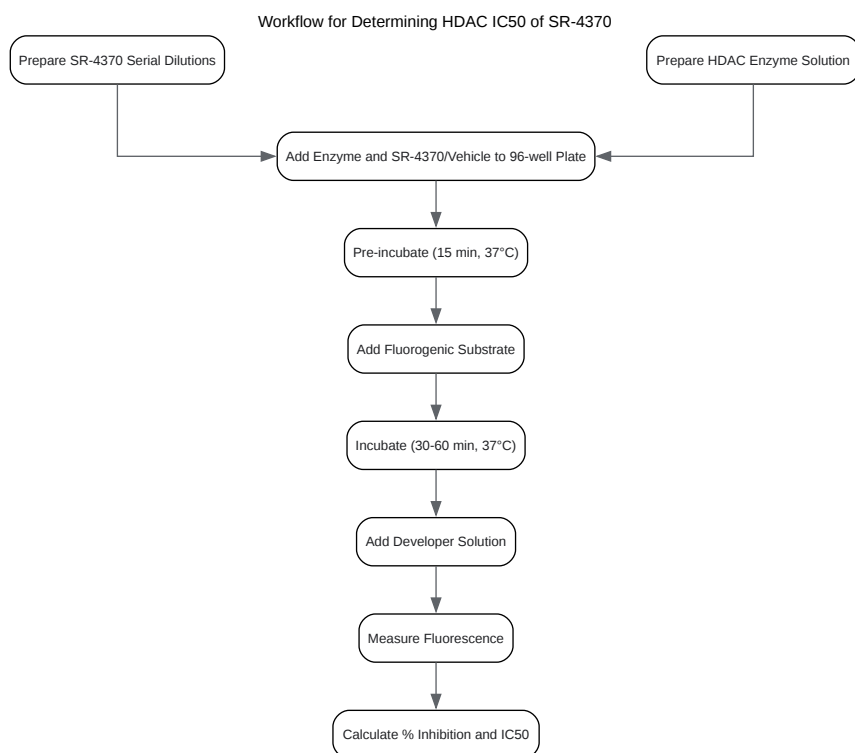 Workflow for Determining HDAC IC50 of SR-4370
Prepare SR-4370 Serial Dilutions
Prepare HDAC Enzyme Solution
Add Enzyme and SR-4370/Vehicle to 96-well Plate
Pre-incubate (15 min, 37°C)
Add Fluorogenic Substrate
Incubate (30-60 min, 37°C)
Add Developer Solution
Measure Fluorescence
Calculate % Inhibition and IC50